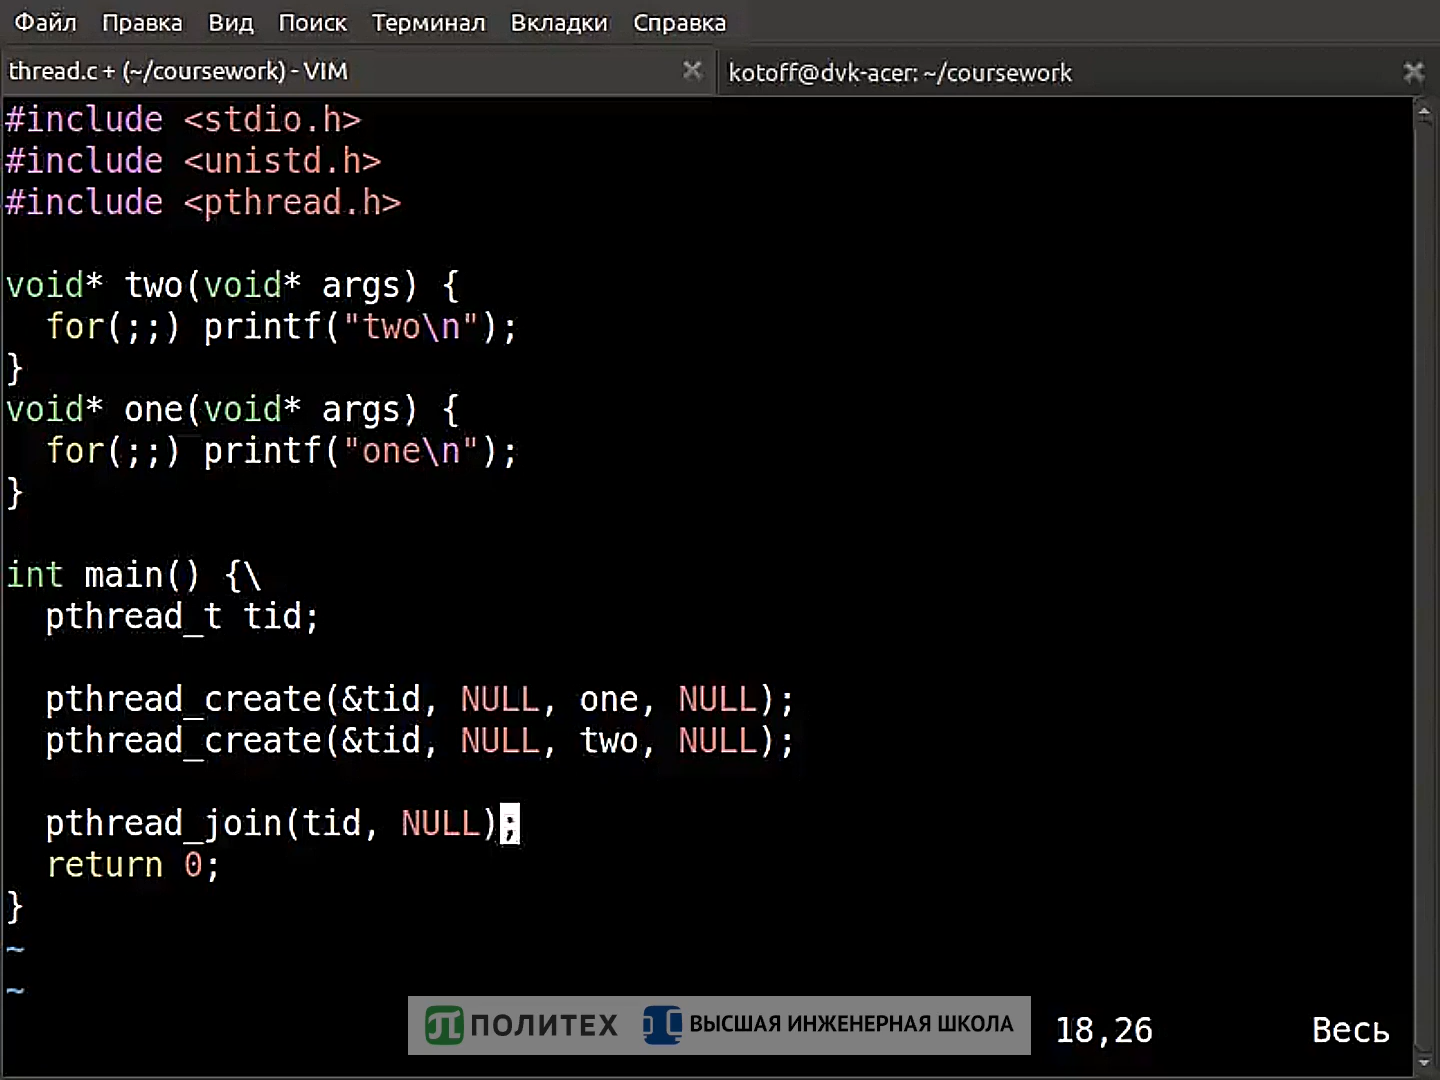 Файл Правка Вид Поиск Терминал Вкладки Справка
thread.c + (~/coursework) - VIM
kotoff@dvk-acer: ~/coursework
#include <stdio.h>
#include <unistd.h>
#include <pthread.h>
void* two(void* args) {
  for(;;) printf("two\n");
}
void* one(void* args) {
  for(;;) printf("one\n");
}
int main() {\
  pthread_t tid;
  pthread_create(&tid, NULL, one, NULL);
  pthread_create(&tid, NULL, two, NULL);
  pthread_join(tid, NULL);
  return 0;
}
~
~
ПОЛИТЕХ ВЫСШАЯ ИНЖЕНЕРНАЯ ШКОЛА
18,26 Весь